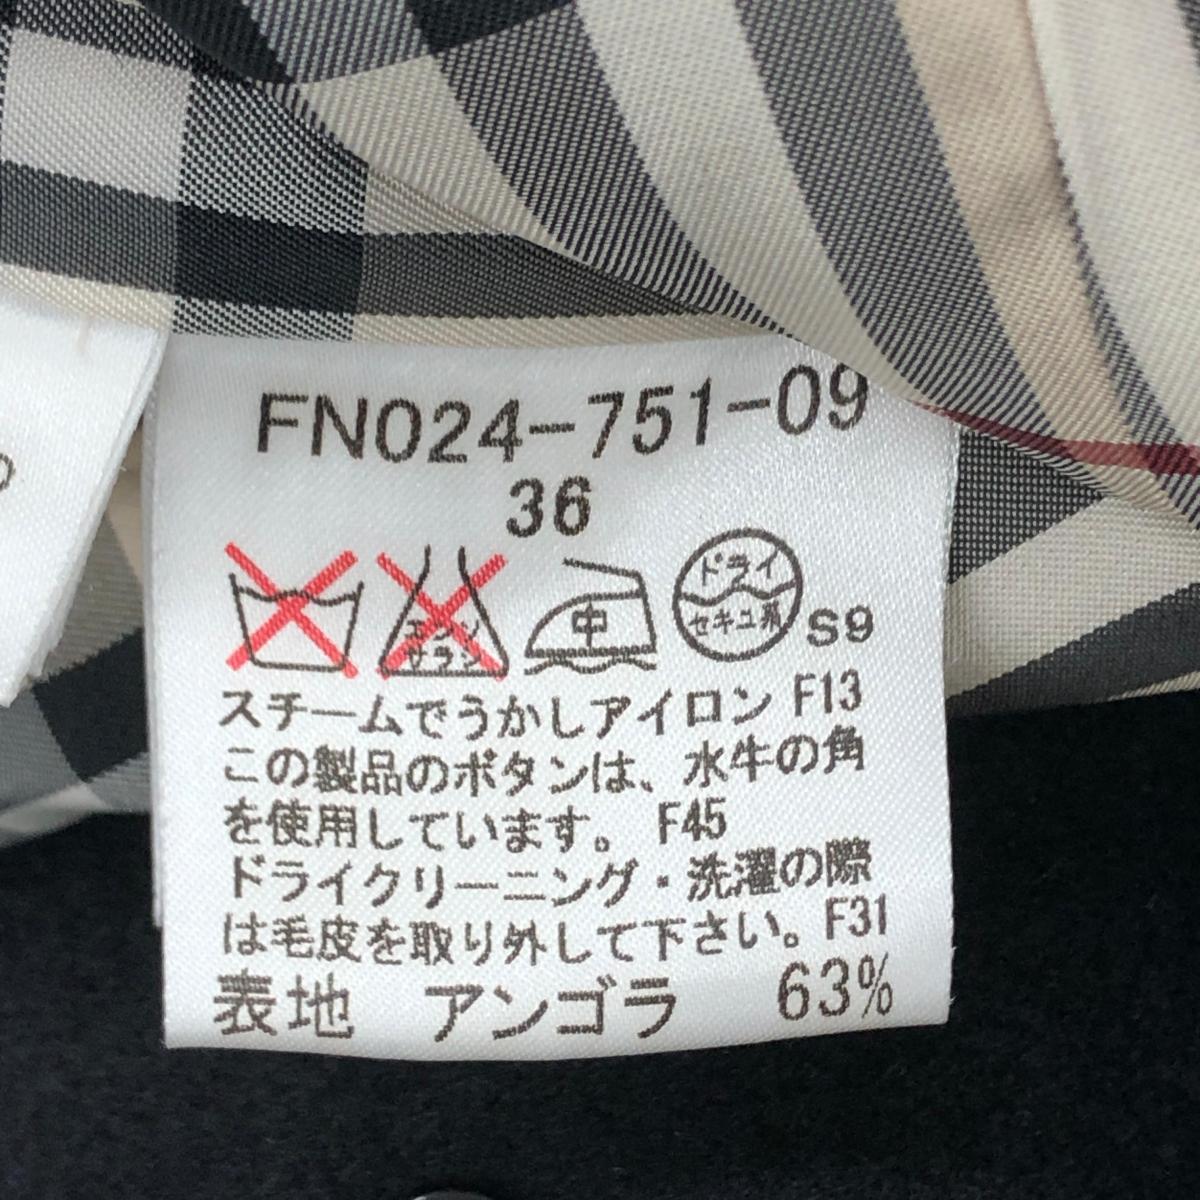 FN024-751-09
36
エンソ
サラシ
中
ドライ
セキユ系
S9
スチームでうかしアイロン F13
この製品のボタンは、水牛の角
を使用しています。 F45
ドライクリーニング・洗濯の際
は毛皮を取り外して下さい。F31
表地 アンゴラ 63%